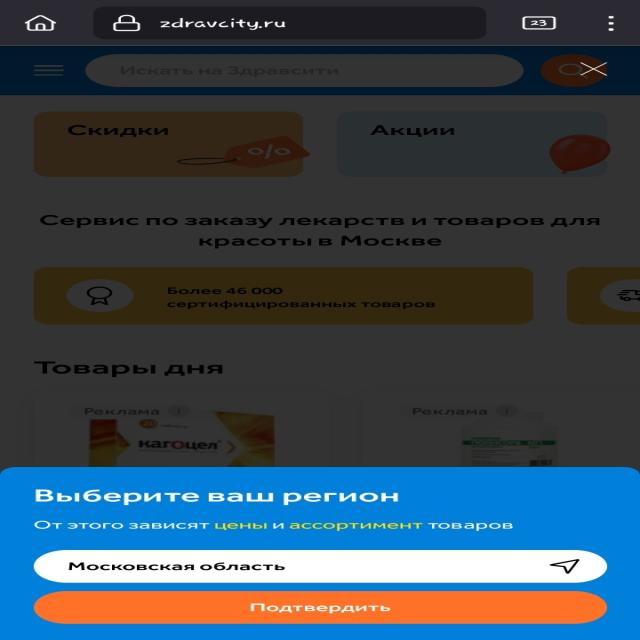 zdravcity.ru
23
Искать на Здравсити
Скидки
%
Акции
Сервис по заказу лекарств и товаров для
красоты в Москве
Более 46 000
сертифицированных товаров
Товары дня
Реклама
Реклама
кагоцел
Выберите ваш регион
От этого зависят цены и ассортимент товаров
Московская область
Подтвердить